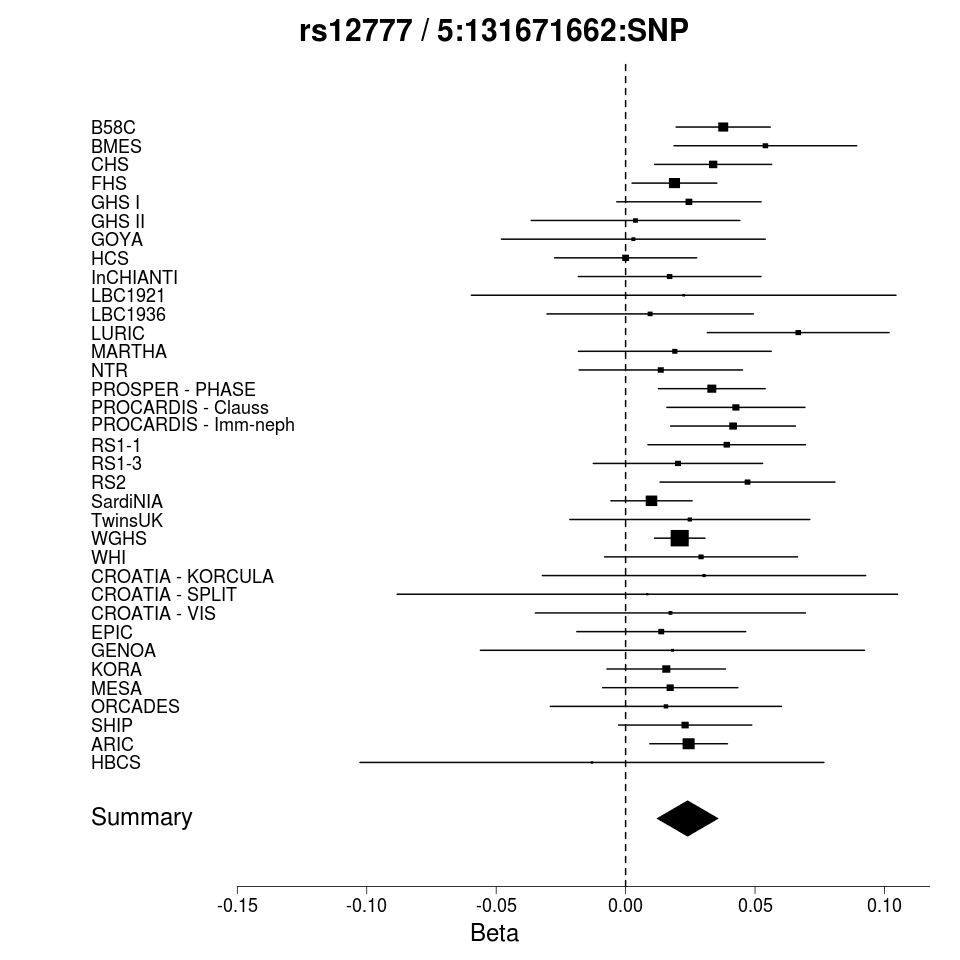 rs12777 / 5:131671662:SNP
B58C
BMES
CHS
FHS
GHS I
GHS II
GOYA
HCS
InCHIANTI
LBC1921
LBC1936
LURIC
MARTHA
NTR
PROSPER - PHASE
PROCARDIS - Clauss
PROCARDIS - Imm-neph
RS1-1
RS1-3
RS2
SardiNIA
TwinsUK
WGHS
WHI
CROATIA - KORCULA
CROATIA - SPLIT
CROATIA - VIS
EPIC
GENOA
KORA
MESA
ORCADES
SHIP
ARIC
HBCS
Summary
-0.15 -0.10 -0.05 0.00 0.05 0.10
Beta